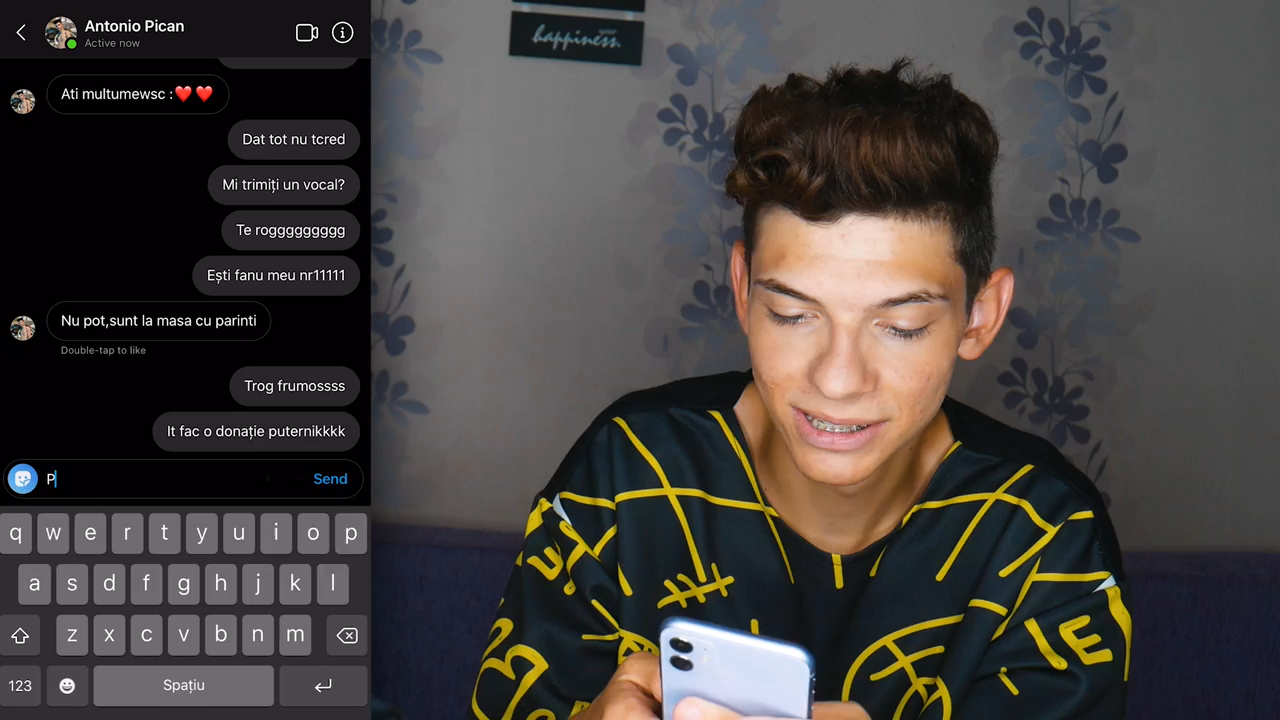 Antonio Pican
Active now
Ati multumewsc :❤️ ❤️
Dat tot nu tcred
Mi trimiți un vocal?
Te rogggggggggg
Ești fanu meu nr11111
Nu pot,sunt la masa cu parinti
Double-tap to like
Trog frumossss
It fac o donație puternikkkk
P
Send
q w e r t y u i o p
a s d f g h j k l
z x c v b n m
123
Spațiu
happiness
E